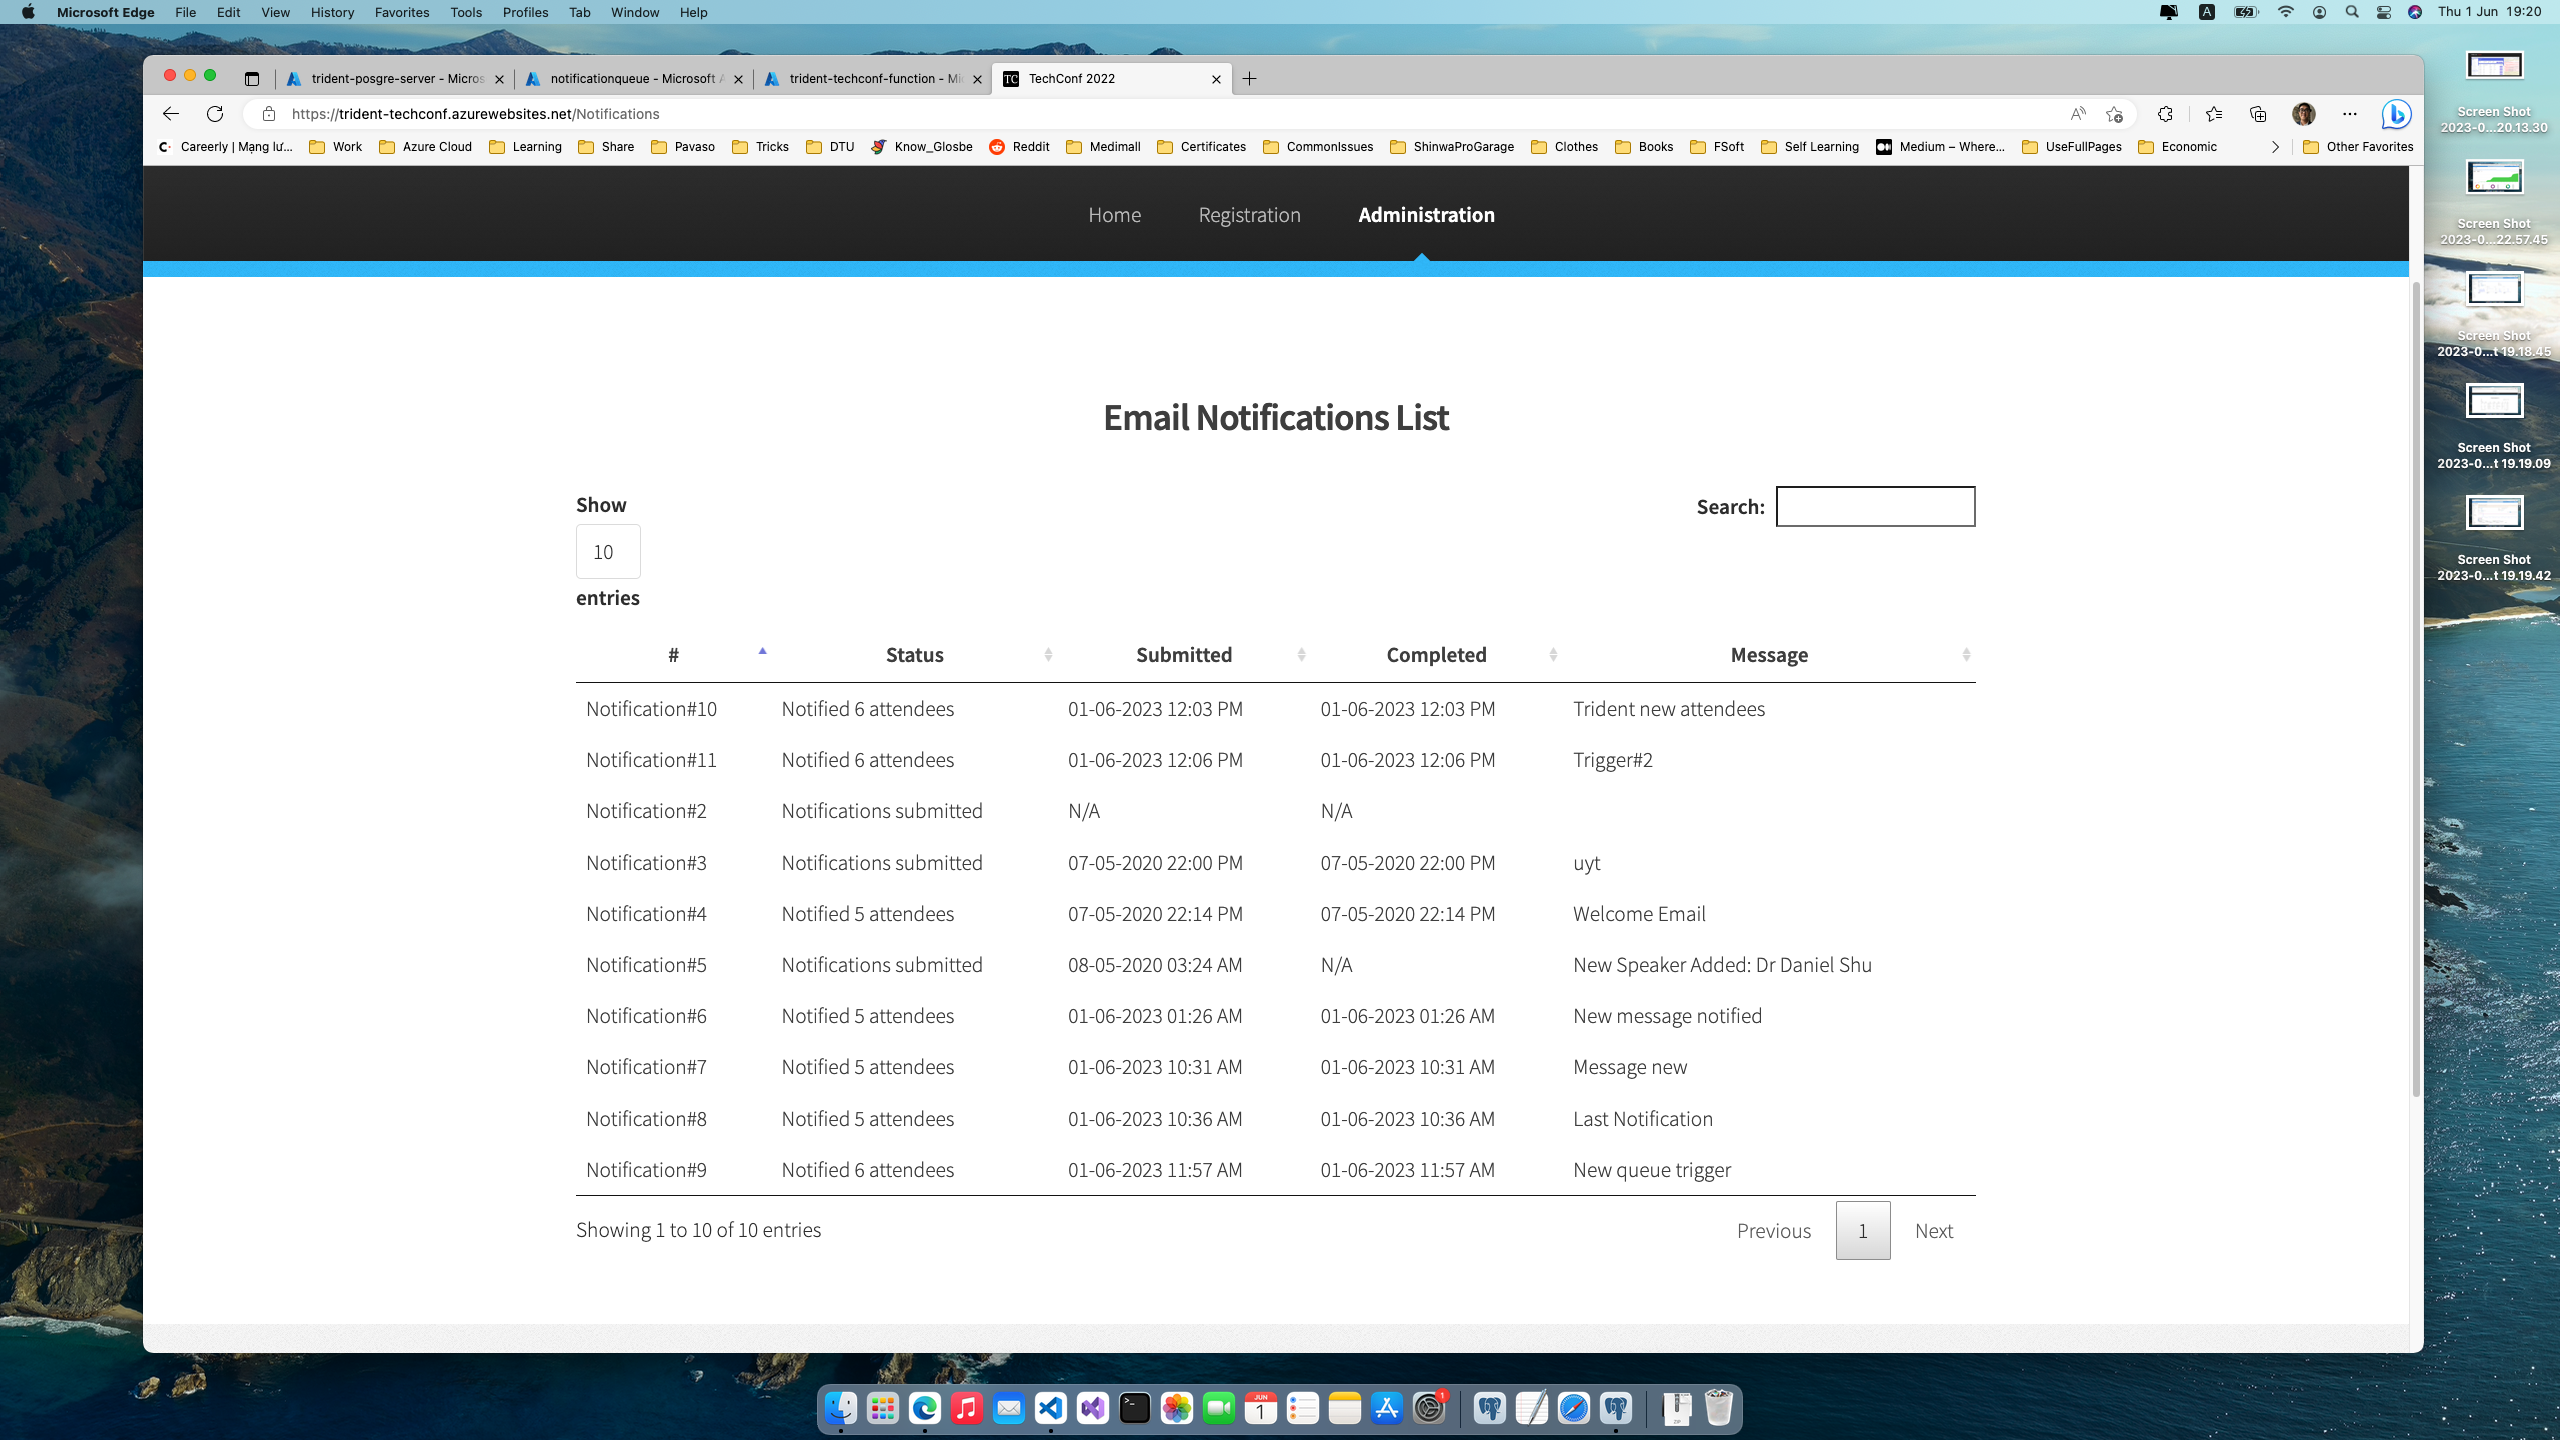 Microsoft Edge File Edit View History Favorites Tools Profiles Tab Window Help A Thu 1 Jun 19:20
trident-posgre-server - Micros notificationqueue - Microsoft A trident-techconf-function - Mi TC TechConf 2022
https://trident-techconf.azurewebsites.net/Notifications
Careerly | Mạng lư... Work Azure Cloud Learning Share Pavaso Tricks DTU Know_Glosbe Reddit Medimall Certificates CommonIssues ShinwaProGarage Clothes Books FSoft Self Learning Medium – Where... UseFullPages Economic Other Favorites
Home Registration Administration
Email Notifications List
Show
10
entries
Search:
# Status Submitted Completed Message
Notification#10 Notified 6 attendees 01-06-2023 12:03 PM 01-06-2023 12:03 PM Trident new attendees
Notification#11 Notified 6 attendees 01-06-2023 12:06 PM 01-06-2023 12:06 PM Trigger#2
Notification#2 Notifications submitted N/A N/A
Notification#3 Notifications submitted 07-05-2020 22:00 PM 07-05-2020 22:00 PM uyt
Notification#4 Notified 5 attendees 07-05-2020 22:14 PM 07-05-2020 22:14 PM Welcome Email
Notification#5 Notifications submitted 08-05-2020 03:24 AM N/A New Speaker Added: Dr Daniel Shu
Notification#6 Notified 5 attendees 01-06-2023 01:26 AM 01-06-2023 01:26 AM New message notified
Notification#7 Notified 5 attendees 01-06-2023 10:31 AM 01-06-2023 10:31 AM Message new
Notification#8 Notified 5 attendees 01-06-2023 10:36 AM 01-06-2023 10:36 AM Last Notification
Notification#9 Notified 6 attendees 01-06-2023 11:57 AM 01-06-2023 11:57 AM New queue trigger
Showing 1 to 10 of 10 entries
Previous 1 Next
Screen Shot
2023-0...20.13.30
Screen Shot
2023-0...22.57.45
Screen Shot
2023-0...t 19.18.45
Screen Shot
2023-0...t 19.19.09
Screen Shot
2023-0...t 19.19.42
JUN
1
1
ZIP